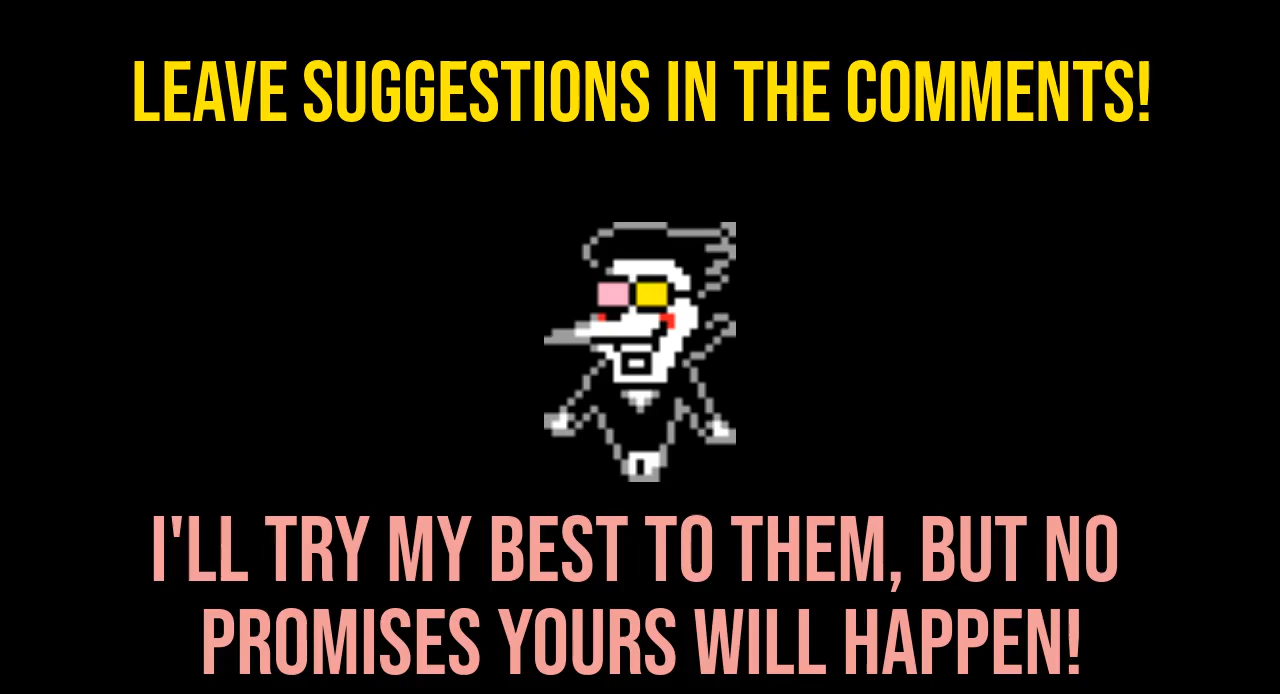 LEAVE SUGGESTIONS IN THE COMMENTS!
I'LL TRY MY BEST TO THEM, BUT NO
PROMISES YOURS WILL HAPPEN!